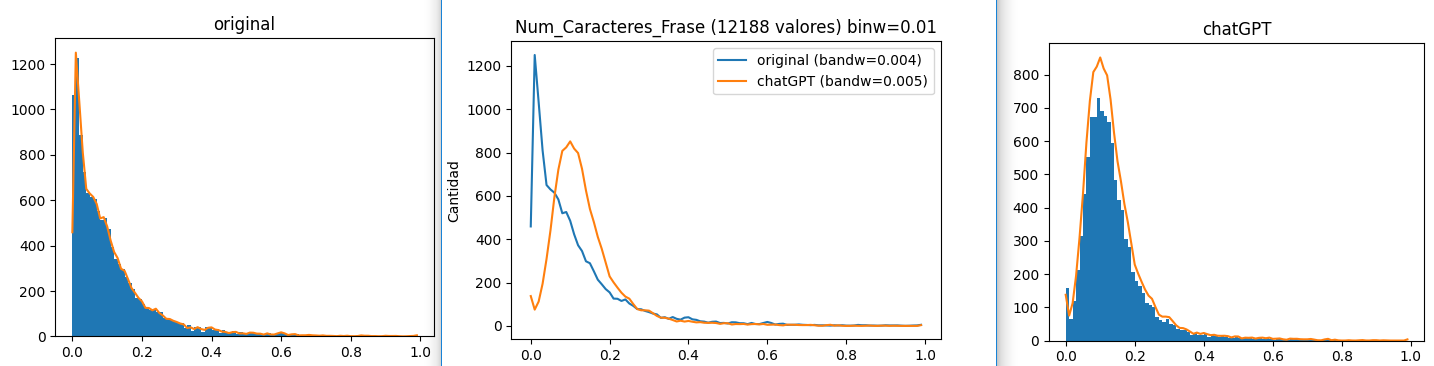 original
1200
1000
800
600
400
200
0
0.0 0.2 0.4 0.6 0.8 1.0
Num_Caracteres_Frase (12188 valores) binw=0.01
original (bandw=0.004)
chatGPT (bandw=0.005)
Cantidad
1200
1000
800
600
400
200
0
0.0 0.2 0.4 0.6 0.8 1.0
chatGPT
800
700
600
500
400
300
200
100
0
0.0 0.2 0.4 0.6 0.8 1.0